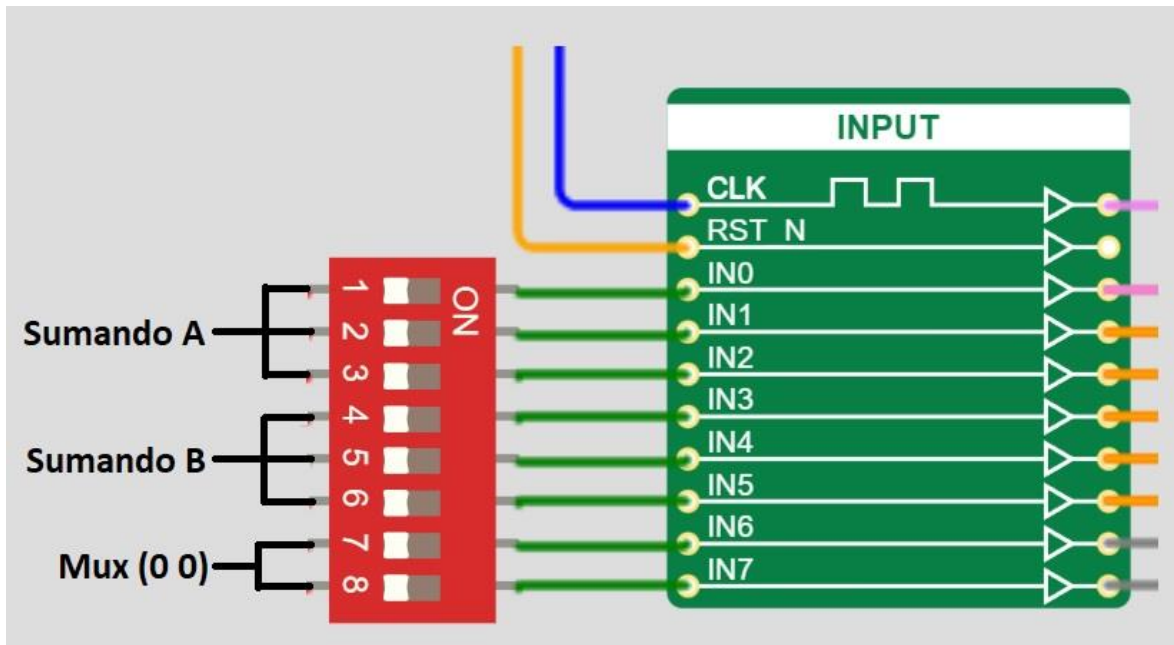 INPUT
CLK
RST N
IN0
IN1
IN2
IN3
IN4
IN5
IN6
IN7
ON
1
2
3
4
5
6
7
8
Sumando A
Sumando B
Mux (0 0)